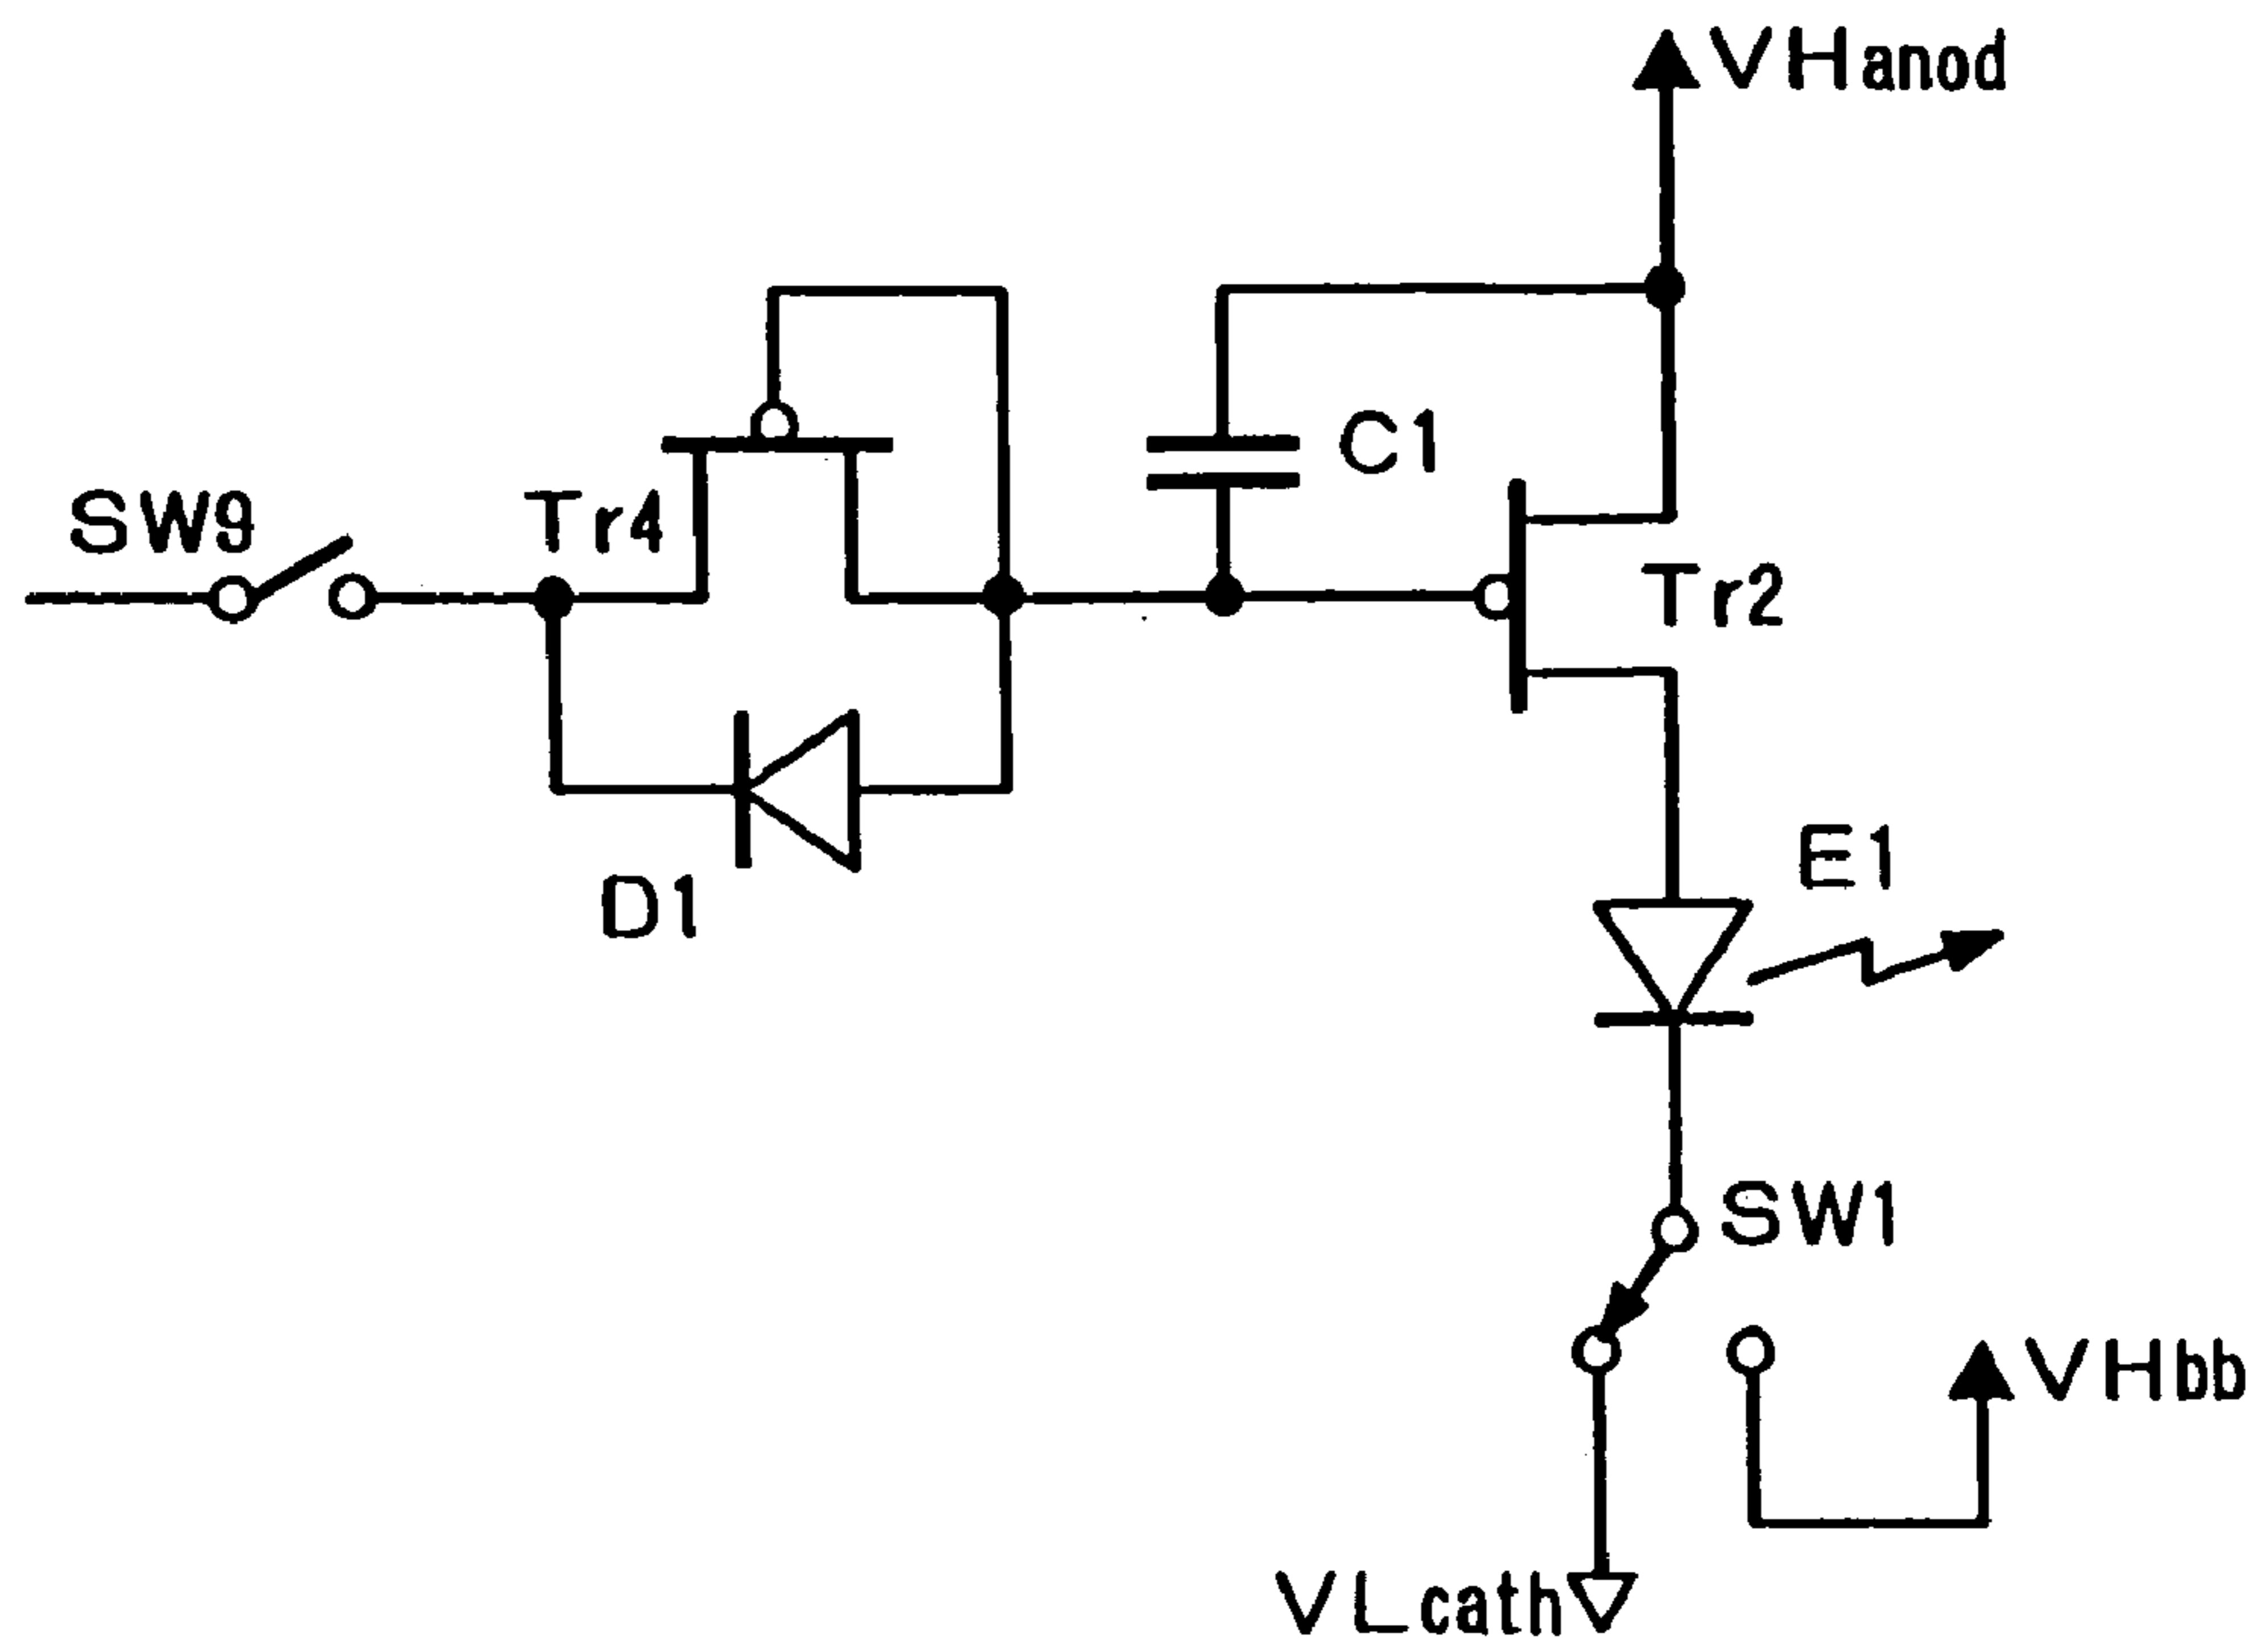 VHanod
C1
SW9
Tr4
Tr2
E1
D1
SW1
VHbb
VLcath